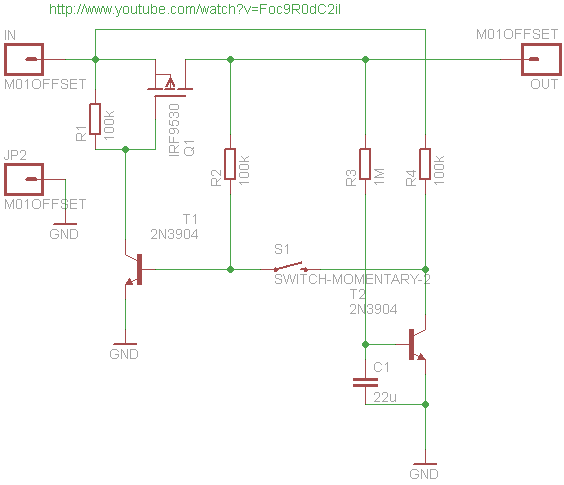 http://www.youtube.com/watch?v=Foc9R0dC2iI
IN
M01OFFSET
M01OFFSET
OUT
R1
100k
IRF9530
Q1
JP2
M01OFFSET
GND
R2
100k
R3
1M
R4
100k
T1
2N3904
S1
SWITCH-MOMENTARY-2
T2
2N3904
GND
C1
22u
GND